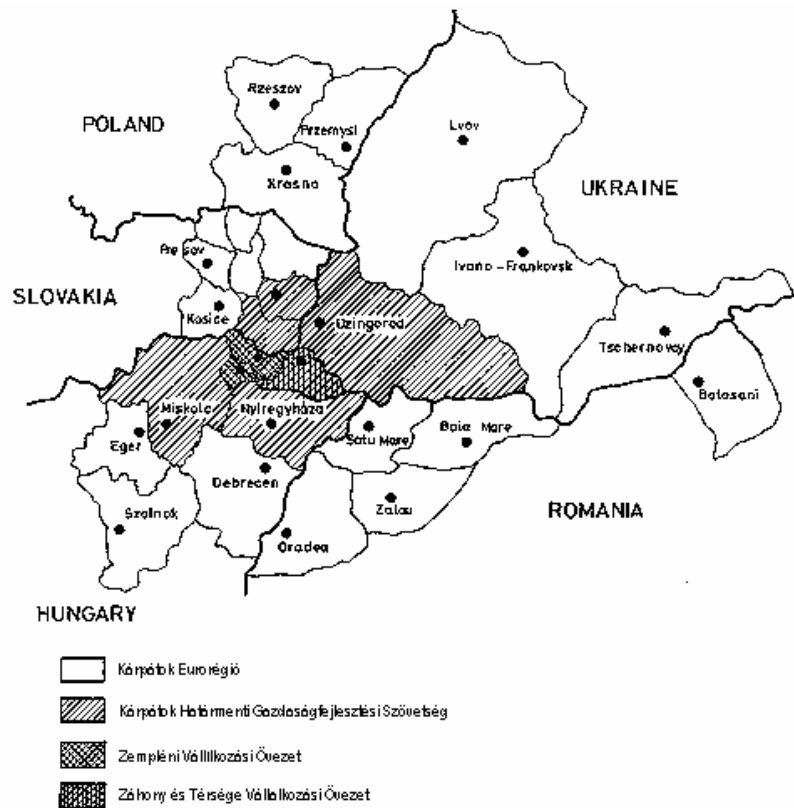 Rzeszov
POLAND
Przemysl
Lvov
Krosno
UKRAINE
Presov
Ivano - Frankovsk
SLOVAKIA
Kosice
Uzingorod
Tschernovcy
Botosani
Miskolc
Nyiregyháza
Eger
Satu Mare
Baia Mare
Debrecen
Szolnok
Zalau
ROMANIA
Oradea
HUNGARY
Kárpátok Eurorégió
Kárpátok Határmenti Gazdaságfejlesztési Szövetség
Zempléni Vállilkozási Övezet
Záhony és Térsége Vállalkozási Övezet